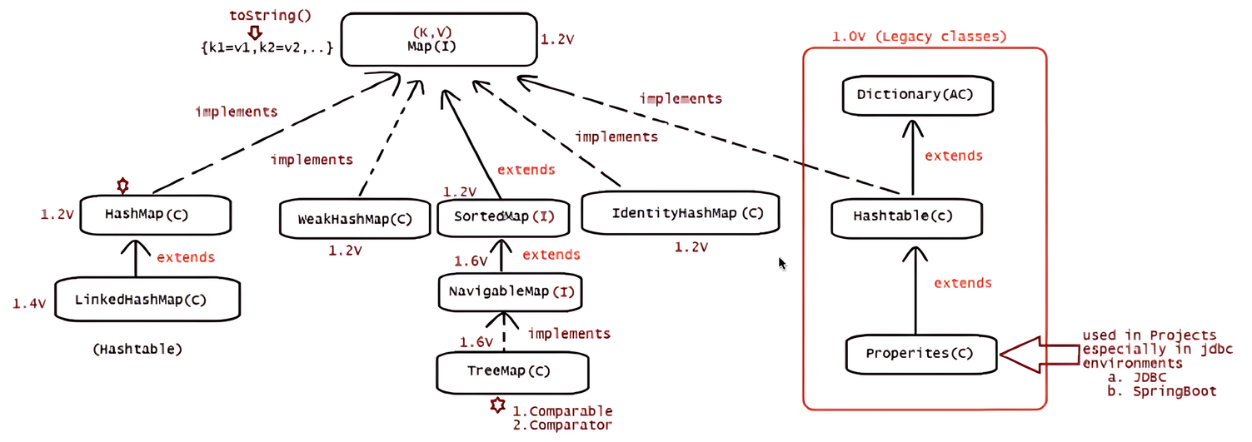 toString()
{k1=v1,k2=v2,..}
(K,V)
Map(I)
1.2V
1.0V (Legacy classes)
Dictionary(AC)
implements
implements
implements
implements
extends
extends
1.2V
HashMap(C)
WeakHashMap(C)
1.2V
1.2V
SortedMap(I)
IdentityHashMap(C)
1.2V
Hashtable(c)
extends
1.6V
extends
extends
1.4V
LinkedHashMap(C)
(Hashtable)
NavigableMap(I)
implements
1.6V
TreeMap(C)
1.Comparable
2.Comparator
Properites(C)
used in Projects
especially in jdbc
environments
a. JDBC
b. SpringBoot